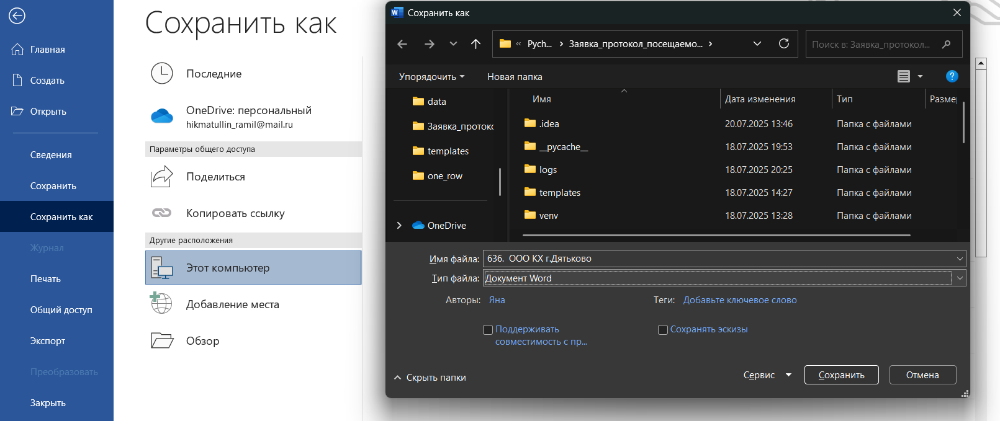 Главная
Создать
Открыть
Сведения
Сохранить
Сохранить как
Журнал
Печать
Общий доступ
Экспорт
Преобразовать
Закрыть
Сохранить как
Последние
OneDrive: персональный
hikmatullin_ramil@mail.ru
Параметры общего доступа
Поделиться
Копировать ссылку
Другие расположения
Этот компьютер
Добавление места
Обзор
Сохранить как
« Pych... › Заявка_протокол_посещаемо... ›
Поиск в: Заявка_протокол...
Упорядочить Новая папка
data
Заявка_протокс
templates
one_row
OneDrive
Имя Дата изменения Тип Разме
.idea 20.07.2025 13:46 Папка с файлами
__pycache__ 18.07.2025 19:53 Папка с файлами
logs 18.07.2025 20:25 Папка с файлами
templates 18.07.2025 14:27 Папка с файлами
venv 18.07.2025 13:28 Папка с файлами
Имя файла: 636. ООО КХ г.Дятьково
Тип файла: Документ Word
Авторы: Яна Теги: Добавьте ключевое слово
Поддерживать
совместимость с пр...
Сохранять эскизы
Скрыть папки Сервис Сохранить Отмена